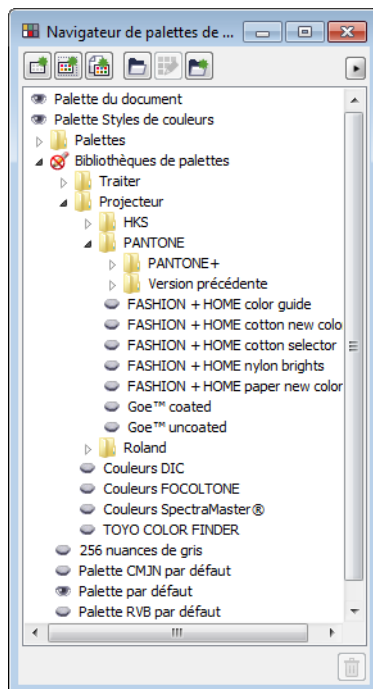 Navigateur de palettes de ...
Palette du document
Palette Styles de couleurs
Palettes
Bibliothèques de palettes
Traiter
Projecteur
HKS
PANTONE
PANTONE+
Version précédente
FASHION + HOME color guide
FASHION + HOME cotton new colo
FASHION + HOME cotton selector
FASHION + HOME nylon brights
FASHION + HOME paper new color
Goe™ coated
Goe™ uncoated
Roland
Couleurs DIC
Couleurs FOCOLTONE
Couleurs SpectraMaster®
TOYO COLOR FINDER
256 nuances de gris
Palette CMJN par défaut
Palette par défaut
Palette RVB par défaut